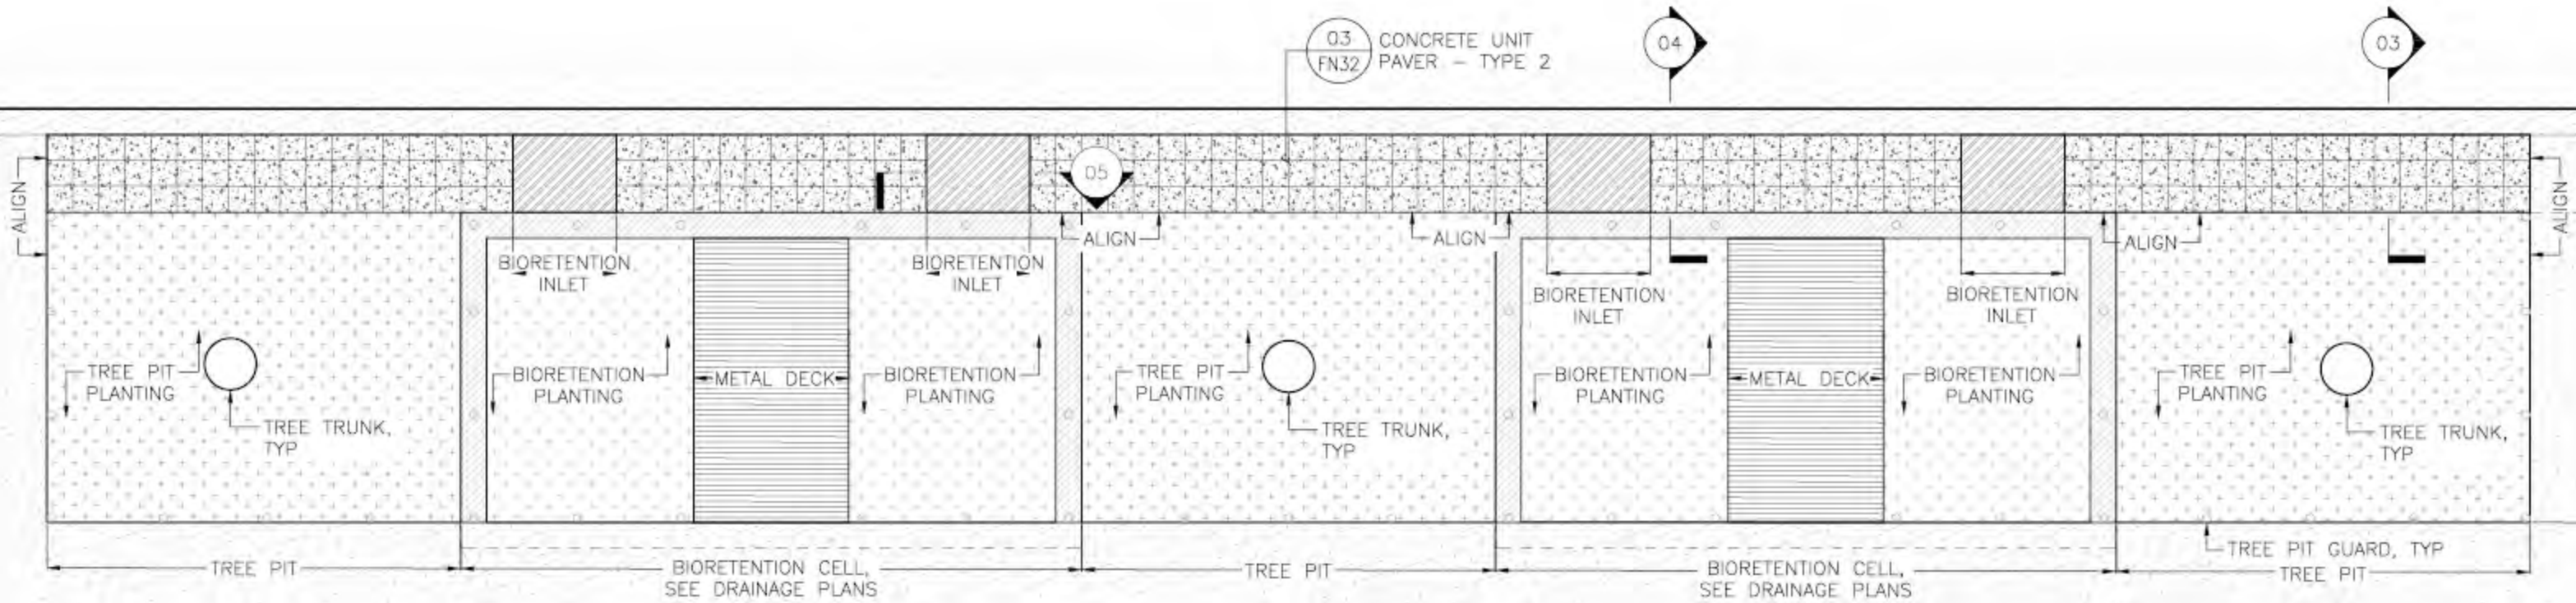 03
FN32
CONCRETE UNIT
PAVER - TYPE 2
04
03
05
ALIGN
ALIGN
ALIGN
ALIGN
ALIGN
BIORETENTION
INLET
BIORETENTION
INLET
BIORETENTION
INLET
BIORETENTION
INLET
TREE PIT
PLANTING
TREE TRUNK,
TYP
BIORETENTION
PLANTING
METAL DECK
BIORETENTION
PLANTING
TREE PIT
PLANTING
TREE TRUNK,
TYP
BIORETENTION
PLANTING
METAL DECK
BIORETENTION
PLANTING
TREE PIT
PLANTING
TREE TRUNK,
TYP
TREE PIT
BIORETENTION CELL,
SEE DRAINAGE PLANS
TREE PIT
BIORETENTION CELL,
SEE DRAINAGE PLANS
TREE PIT GUARD, TYP
TREE PIT